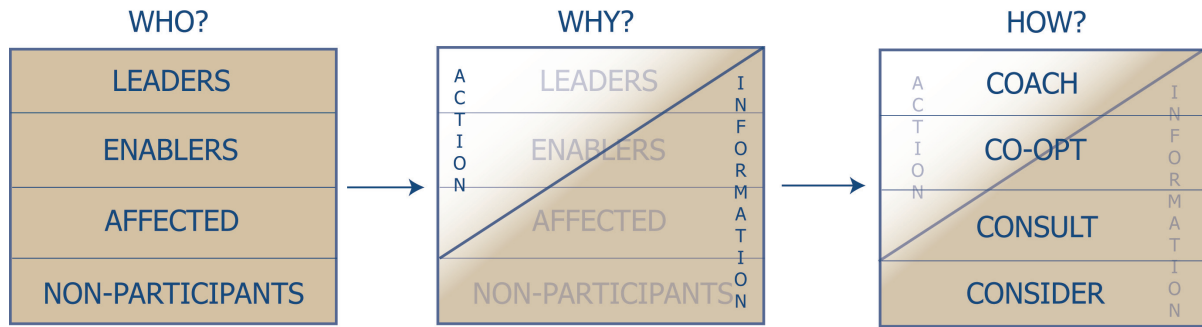 WHO?
LEADERS
ENABLERS
AFFECTED
NON-PARTICIPANTS
WHY?
ACTION
LEADERS
ENABLERS
AFFECTED
NON-PARTICIPANTS
INFORMATION
HOW?
ACTION
COACH
CO-OPT
CONSULT
CONSIDER
INFORMATION